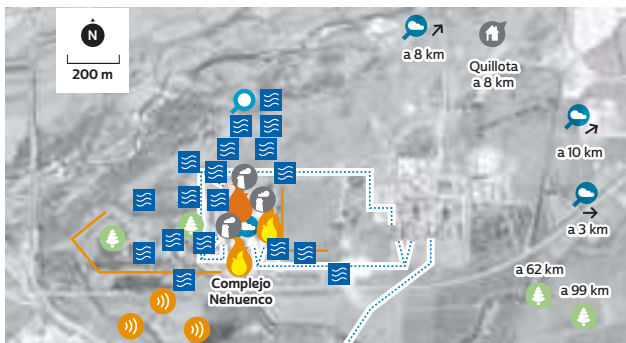 N
200 m
a 8 km
Quillota
a 8 km
a 10 km
a 3 km
a 62 km
a 99 km
Complejo
Nehuenco